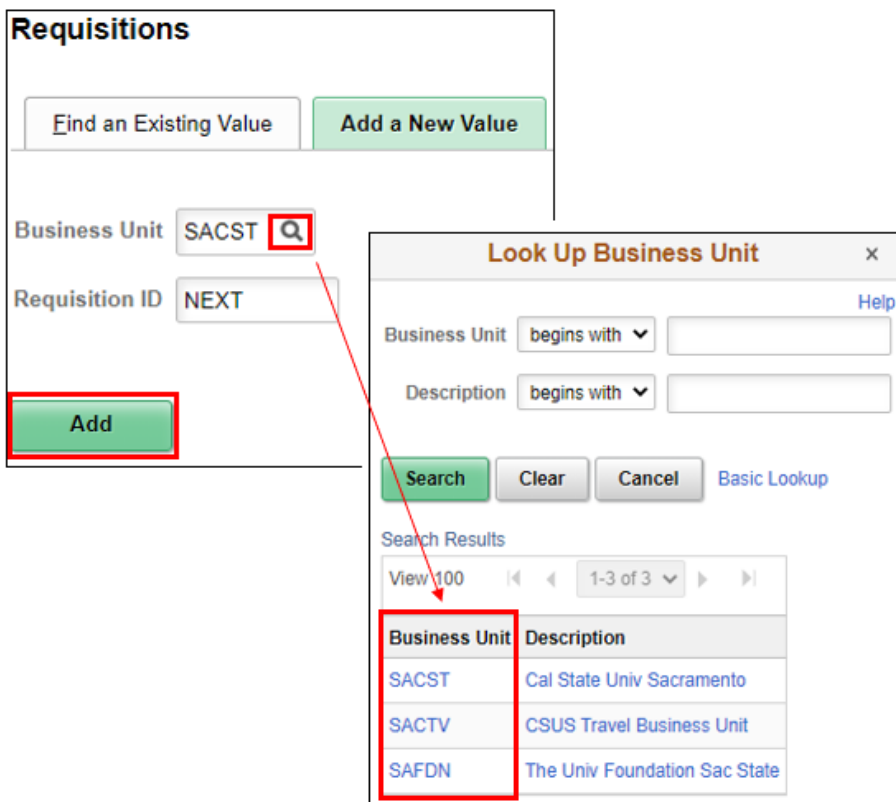 Requisitions
Find an Existing Value
Add a New Value
Business Unit SACST
Requisition ID NEXT
Add
Look Up Business Unit ×
Help
Business Unit begins with
Description begins with
Search Clear Cancel Basic Lookup
Search Results
View 100 1-3 of 3
Business Unit Description
SACST Cal State Univ Sacramento
SACTV CSUS Travel Business Unit
SAFDN The Univ Foundation Sac State